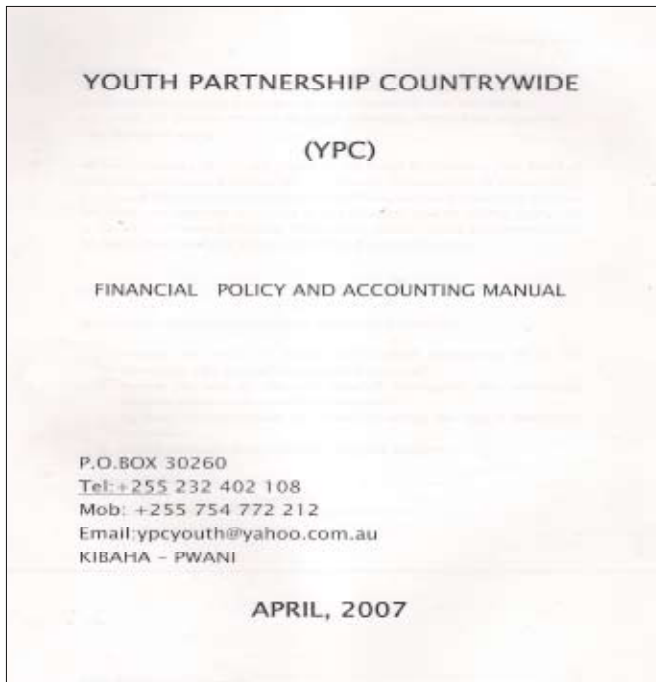 YOUTH PARTNERSHIP COUNTRYWIDE
(YPC)
FINANCIAL POLICY AND ACCOUNTING MANUAL
P.O.BOX 30260
Tel:+255 232 402 108
Mob: +255 754 772 212
Email:ypcyouth@yahoo.com.au
KIBAHA – PWANI
APRIL, 2007